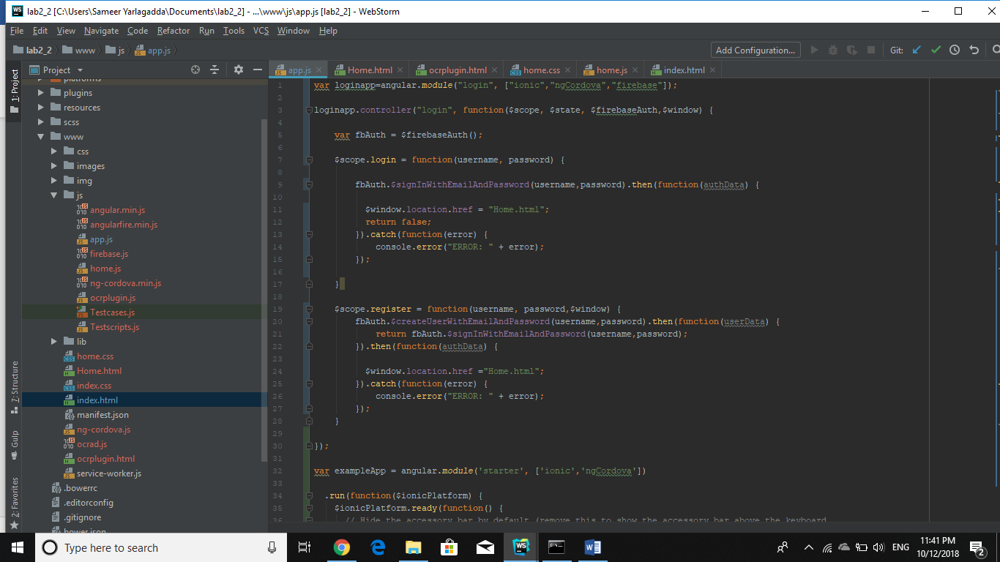 lab2_2 [C:\Users\Sameer Yarlagadda\Documents\lab2_2] - ...\www\js\app.js [lab2_2] - WebStorm
File Edit View Navigate Code Refactor Run Tools VCS Window Help
lab2_2 www js app.js Add Configuration... Git:
Project
app.js Home.html ocrplugin.html home.css home.js index.html
1: Project
7: Structure
Gulp
2: Favorites
platforms
plugins
resources
scss
www
css
images
img
js
angular.min.js
angularfire.min.js
app.js
firebase.js
home.js
ng-cordova.min.js
ocrplugin.js
Testcases.js
Testscripts.js
lib
home.css
Home.html
index.css
index.html
manifest.json
ng-cordova.js
ocrad.js
ocrplugin.html
service-worker.js
.bowerrc
.editorconfig
.gitignore
bower.json
1 var loginapp=angular.module("login", ["ionic","ngCordova","firebase"]);
2
3 loginapp.controller("login", function($scope, $state, $firebaseAuth,$window) {
4
5 var fbAuth = $firebaseAuth();
6
7 $scope.login = function(username, password) {
8
9 fbAuth.$signInWithEmailAndPassword(username,password).then(function(authData) {
10
11 $window.location.href = "Home.html";
12 return false;
13 }).catch(function(error) {
14 console.error("ERROR: " + error);
15 });
16
17 }
18
19 $scope.register = function(username, password,$window) {
20 fbAuth.$createUserWithEmailAndPassword(username,password).then(function(userData) {
21 return fbAuth.$signInWithEmailAndPassword(username,password);
22 }).then(function(authData) {
23
24 $window.location.href ="Home.html";
25 }).catch(function(error) {
26 console.error("ERROR: " + error);
27 });
28 }
29
30 });
31
32 var exampleApp = angular.module('starter', ['ionic','ngCordova'])
33
34 .run(function($ionicPlatform) {
35 $ionicPlatform.ready(function() {
36 // Hide the accessory bar by default (remove this to show the accessory bar above the keyboard
Type here to search
ENG
11:41 PM
10/12/2018
2